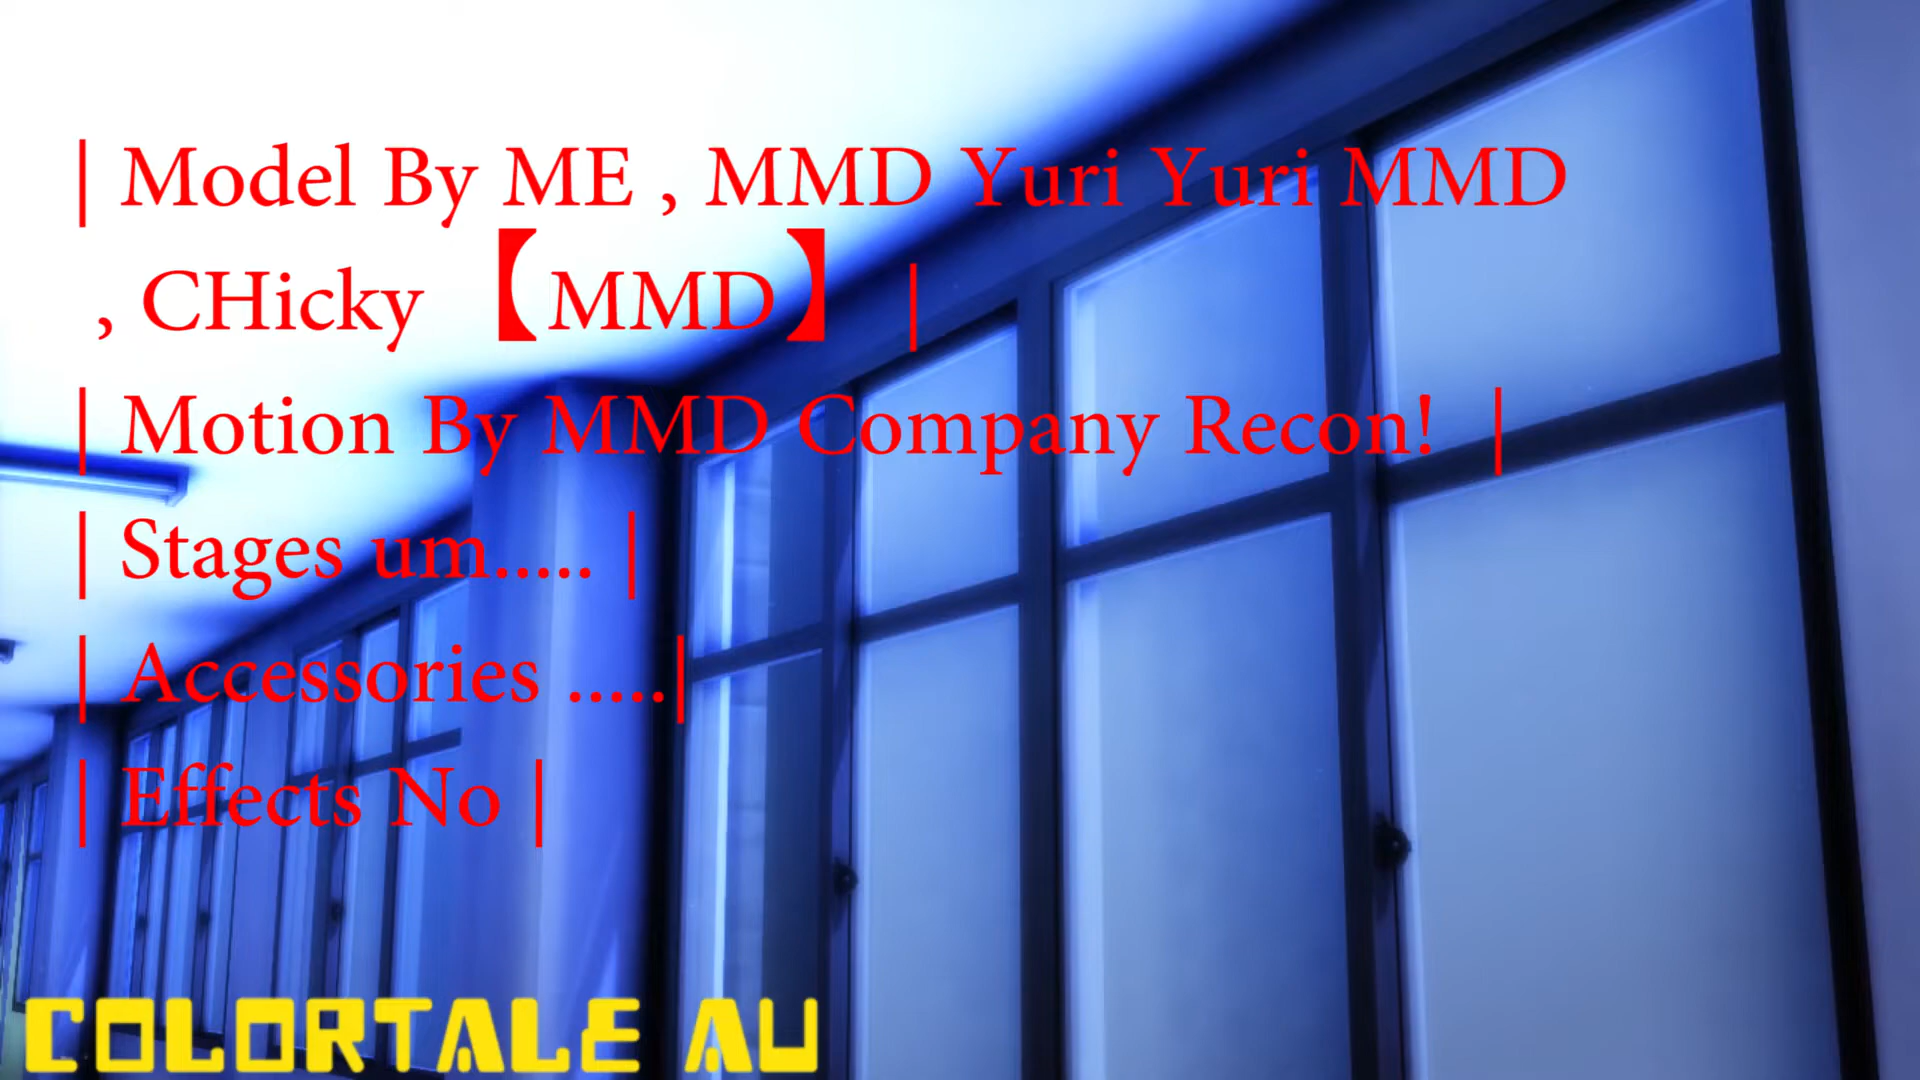 | Model By ME , MMD Yuri Yuri MMD
, CHicky 【MMD】 |
| Motion By MMD Company Recon! |
| Stages um..... |
| Accessories .....|
| Effects No |
COLORTALE AU